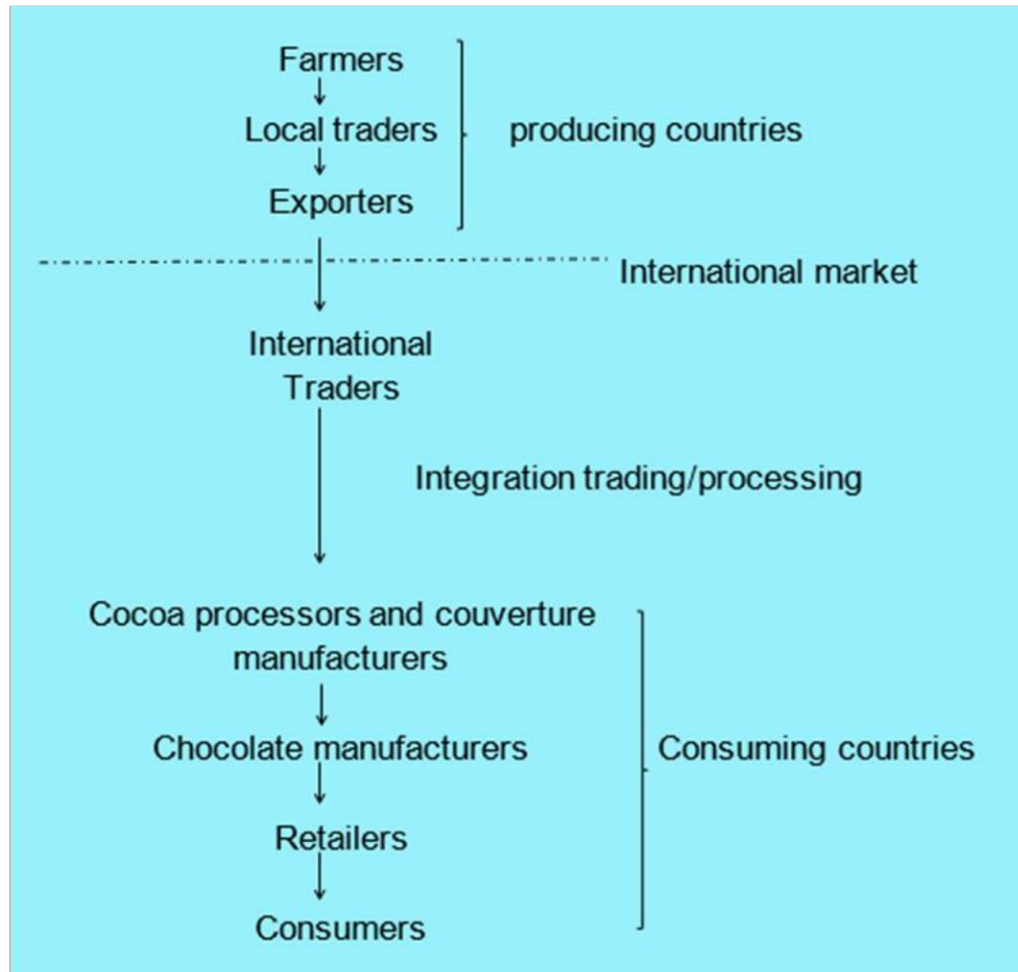 Farmers
Local traders
producing countries
Exporters
International market
International
Traders
Integration trading/processing
Cocoa processors and couverture
manufacturers
Chocolate manufacturers
Consuming countries
Retailers
Consumers